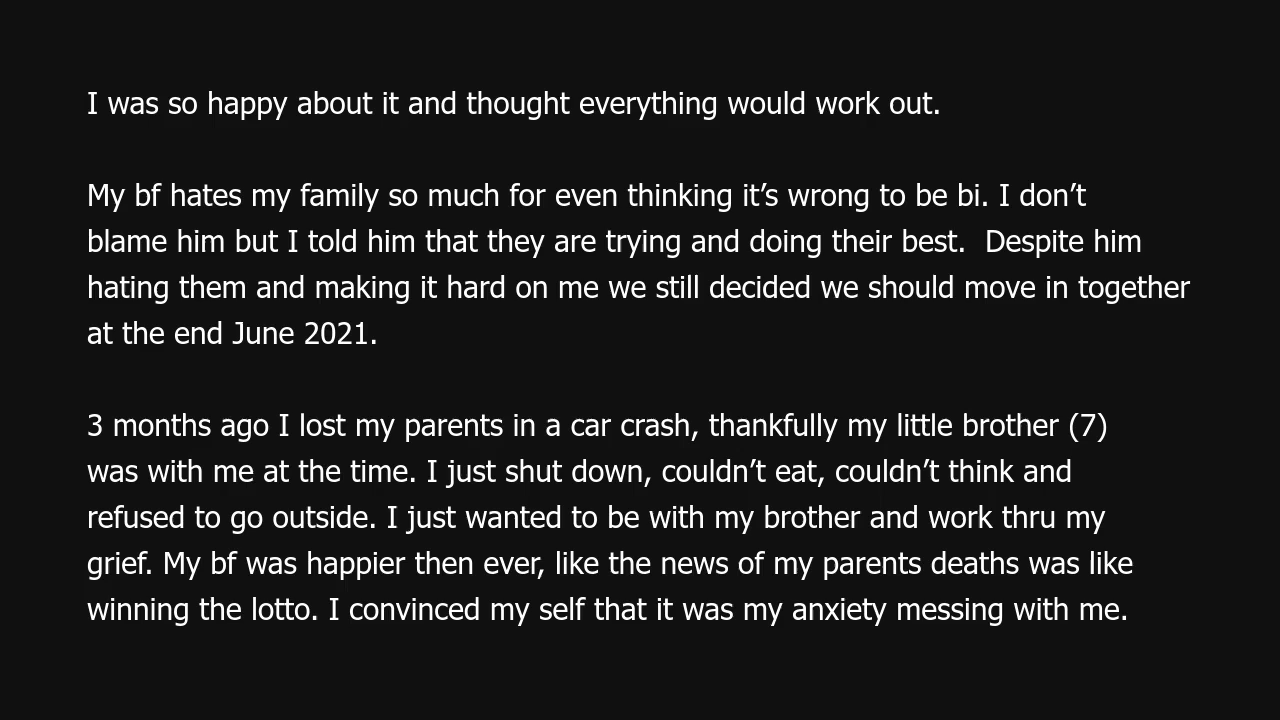 I was so happy about it and thought everything would work out.
My bf hates my family so much for even thinking it’s wrong to be bi. I don’t
blame him but I told him that they are trying and doing their best.  Despite him
hating them and making it hard on me we still decided we should move in together
at the end June 2021.
3 months ago I lost my parents in a car crash, thankfully my little brother (7)
was with me at the time. I just shut down, couldn’t eat, couldn’t think and
refused to go outside. I just wanted to be with my brother and work thru my
grief. My bf was happier then ever, like the news of my parents deaths was like
winning the lotto. I convinced my self that it was my anxiety messing with me.